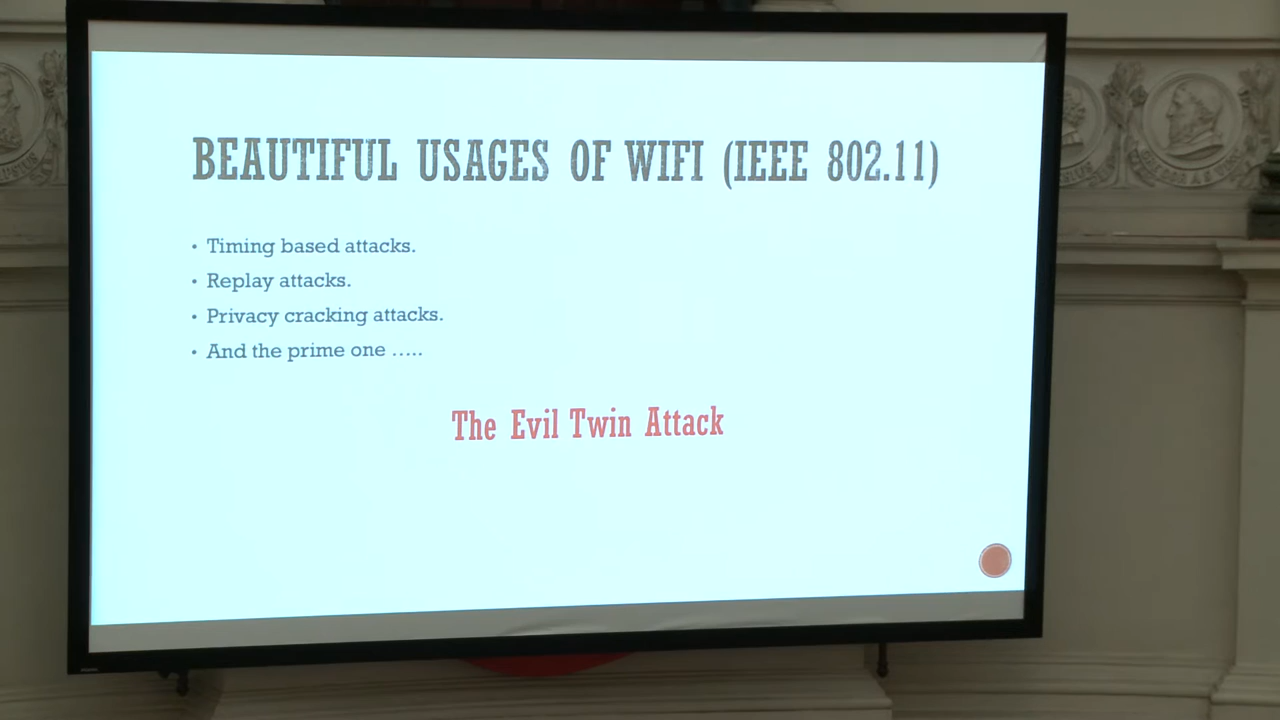 BEAUTIFUL USAGES OF WIFI (IEEE 802.11)
• Timing based attacks.
• Replay attacks.
• Privacy cracking attacks.
• And the prime one …..
The Evil Twin Attack